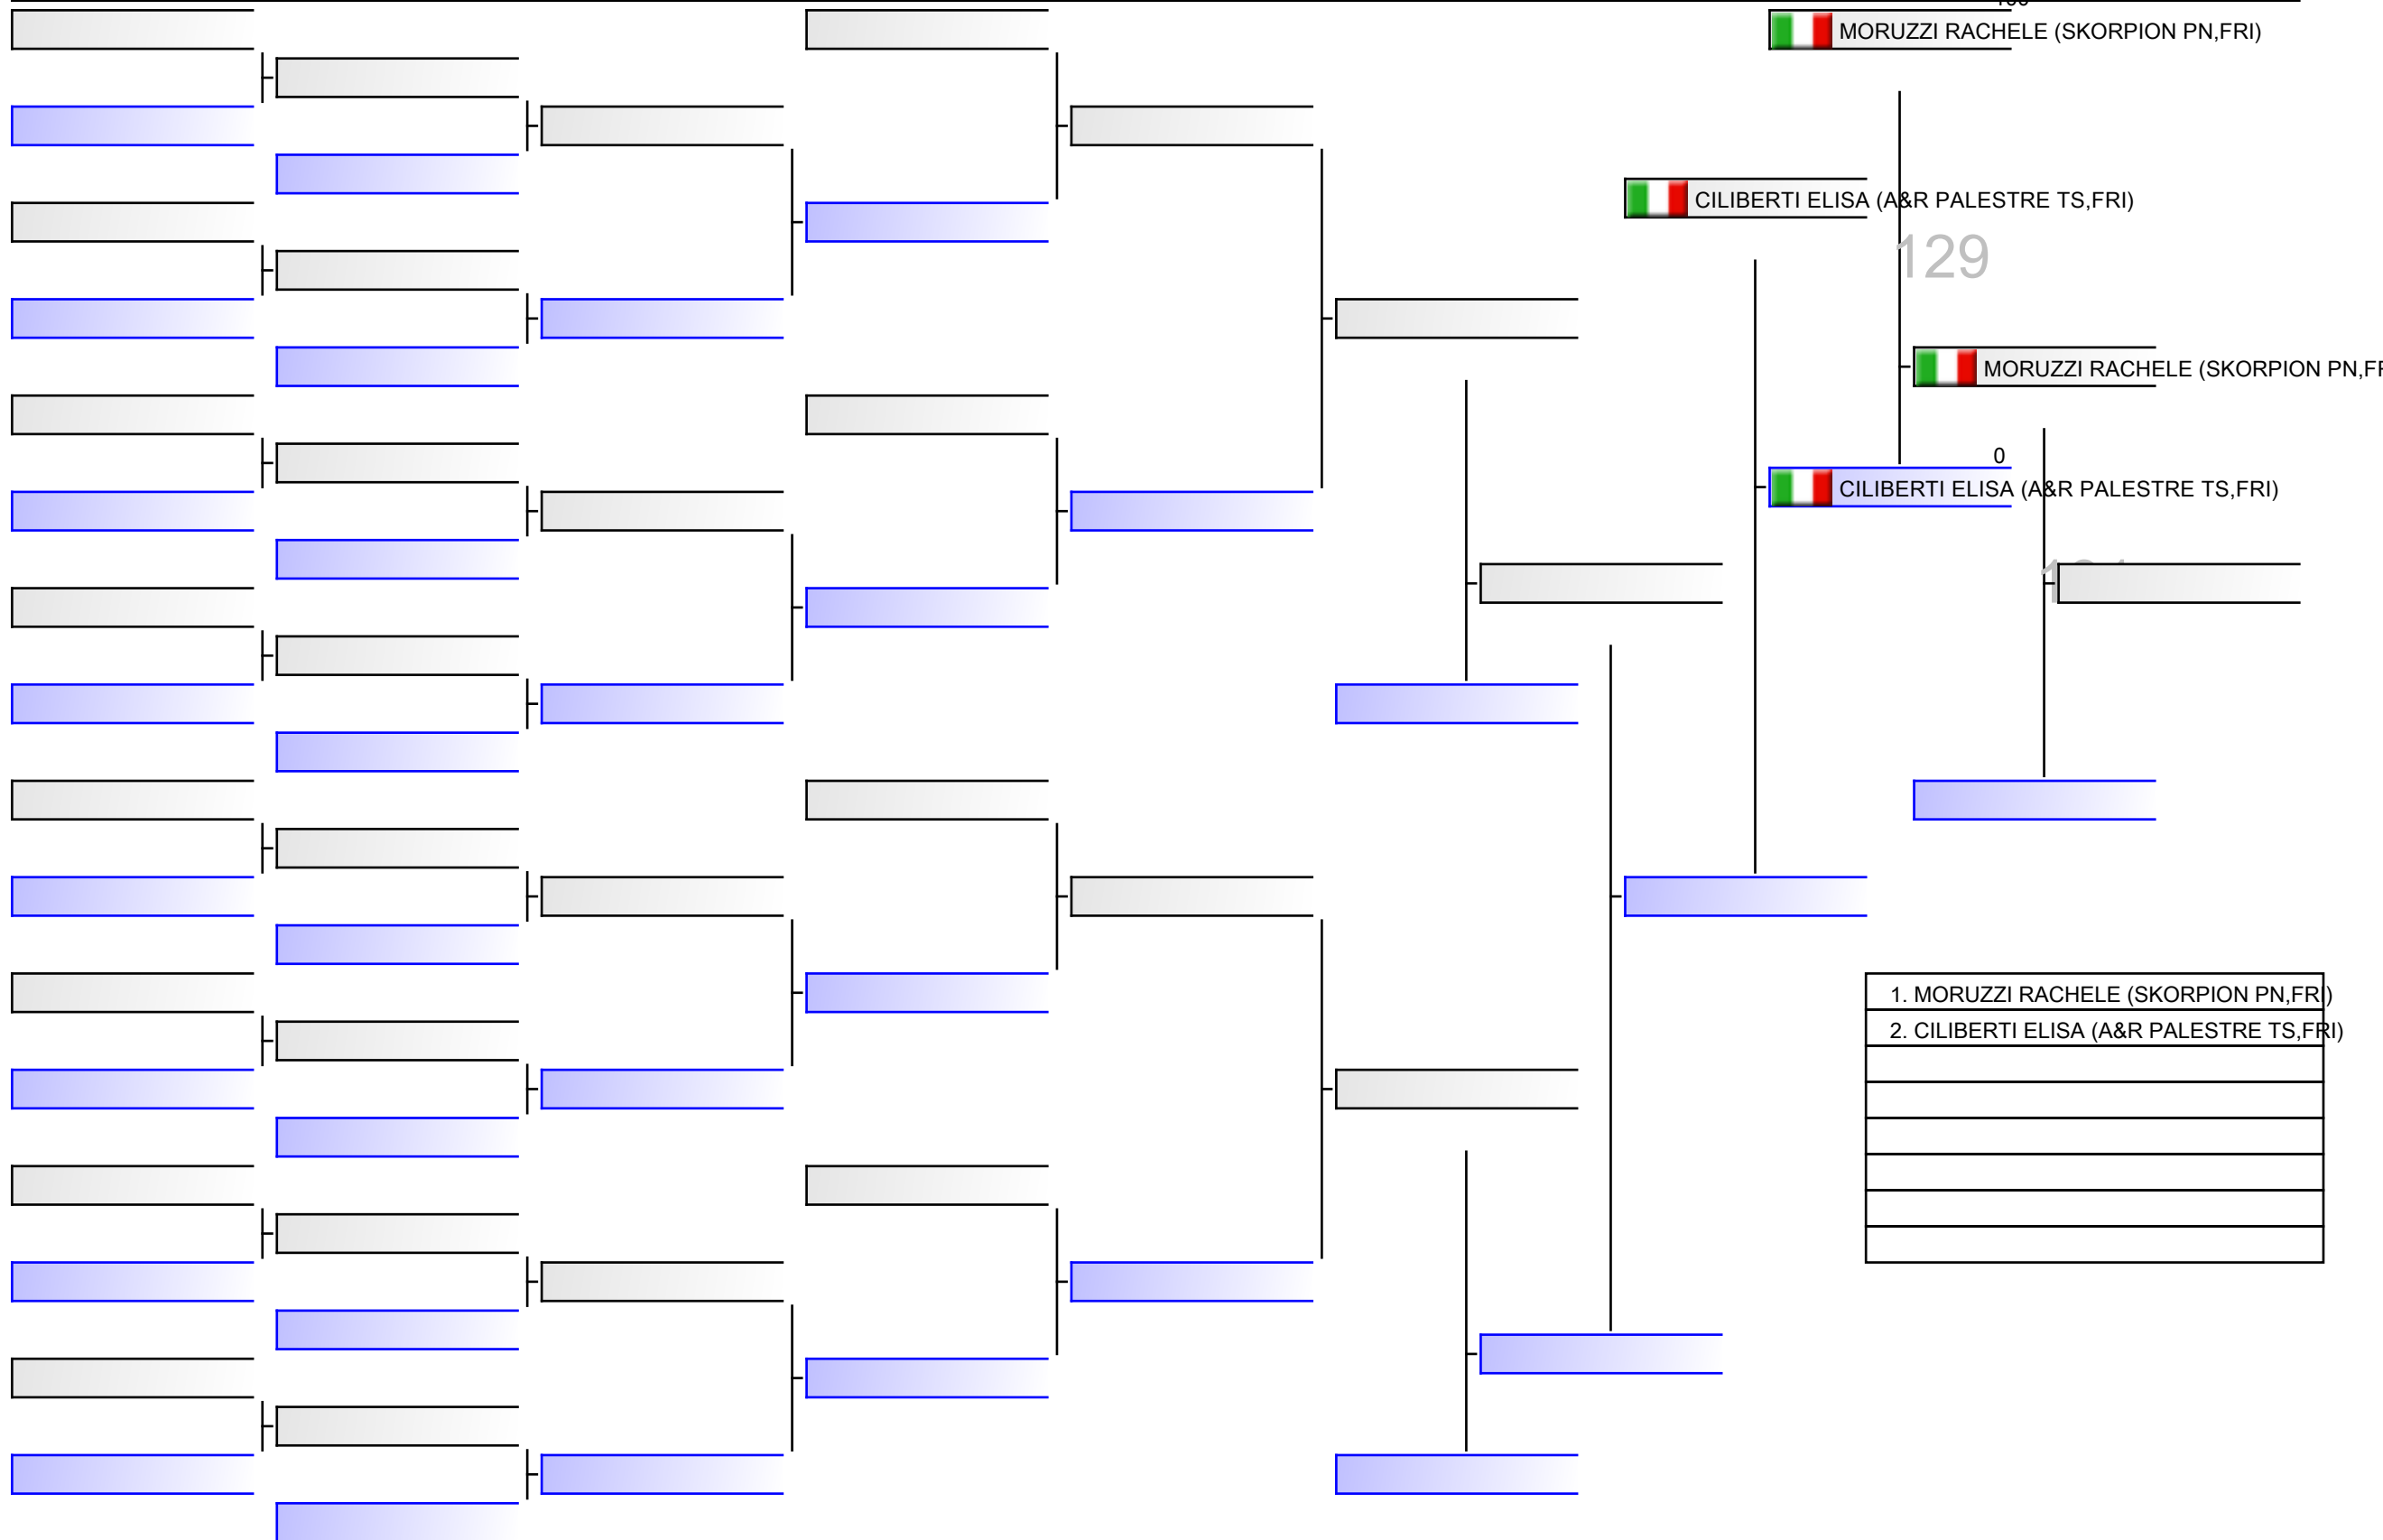 MORUZZI RACHELE (SKORPION PN,FRI)
CILIBERTI ELISA (A&R PALESTRE TS,FRI)
129
MORUZZI RACHELE (SKORPION PN,FR
0
CILIBERTI ELISA (A&R PALESTRE TS,FRI)
1. MORUZZI RACHELE (SKORPION PN,FRI)
2. CILIBERTI ELISA (A&R PALESTRE TS,FRI)